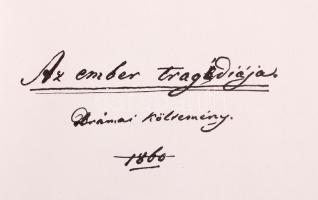 Az ember tragédiája.
Drámai költemény.
1860